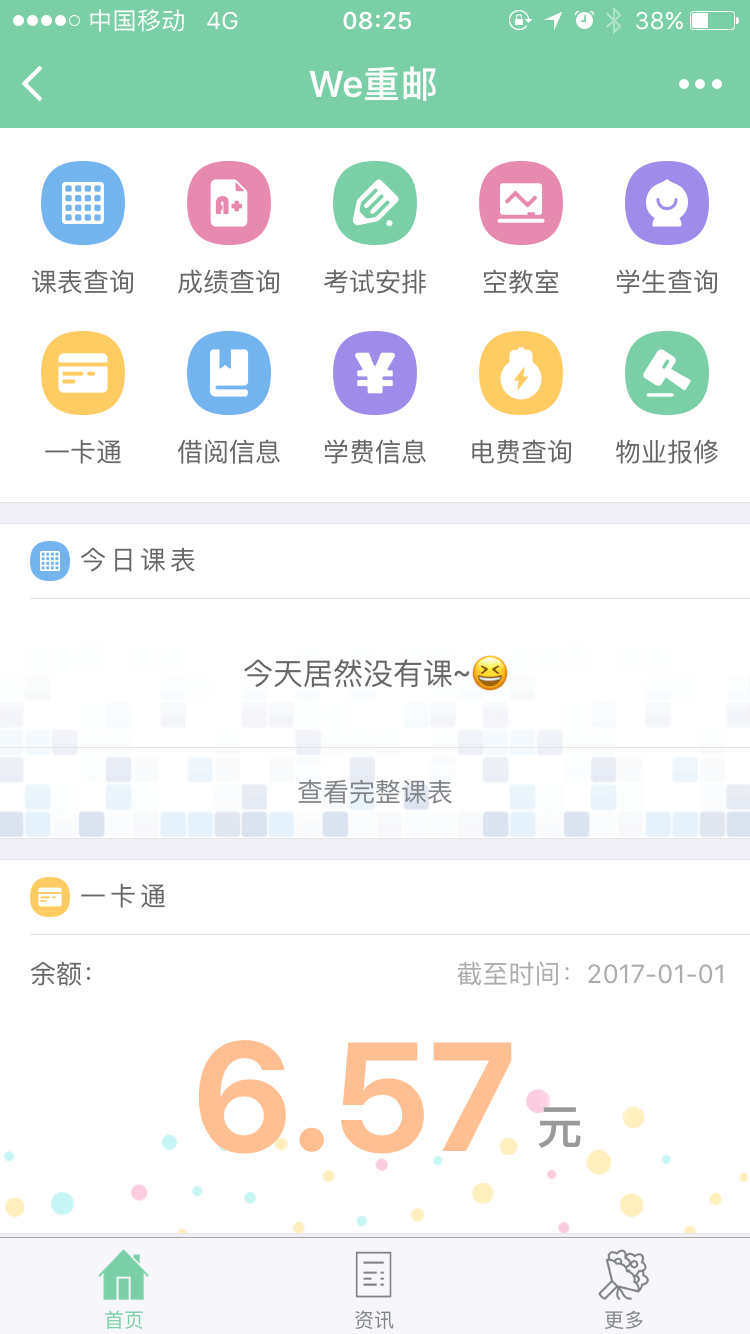 中国移动 4G 08:25 38%
We重邮
课表查询 成绩查询 考试安排 空教室 学生查询
一卡通 借阅信息 学费信息 电费查询 物业报修
今日课表
今天居然没有课~😆
查看完整课表
一卡通
余额: 截至时间: 2017-01-01
6.57 元
首页 资讯 更多